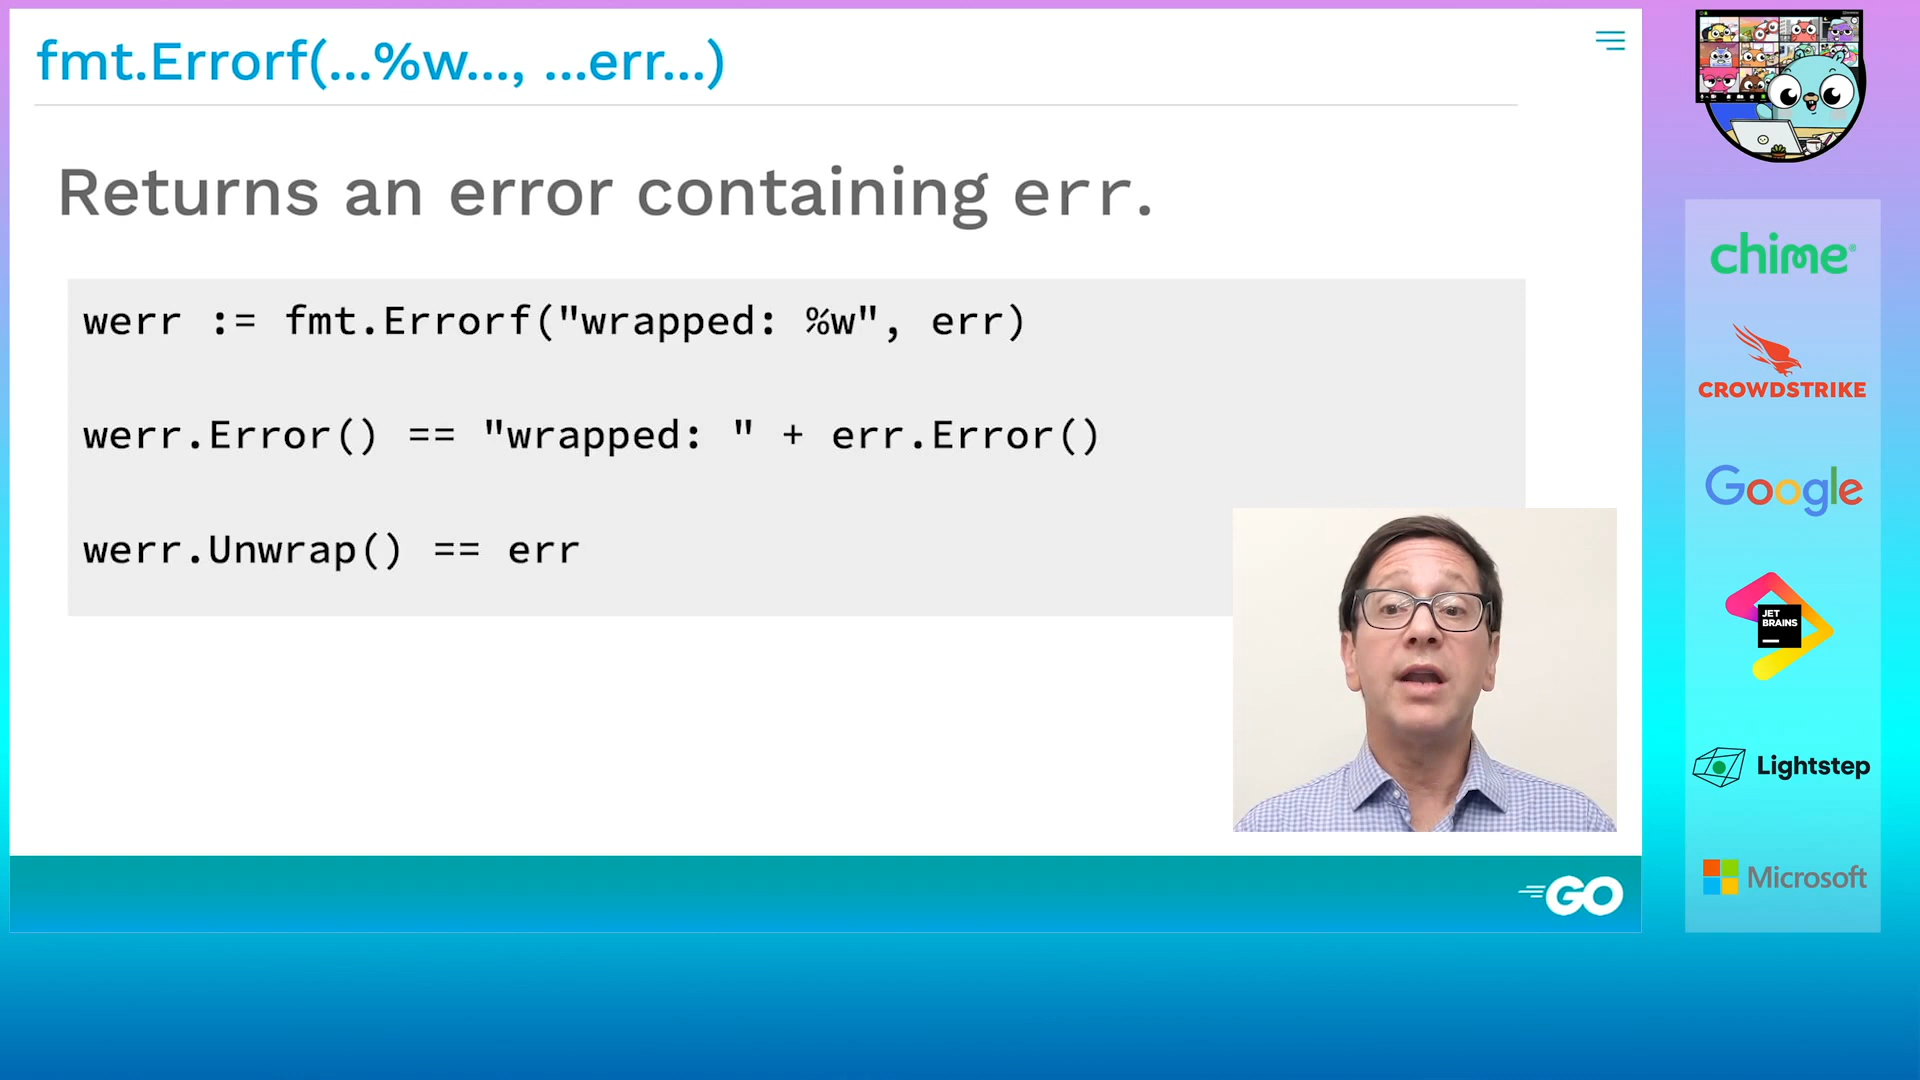 fmt.Errorf(...%w..., ...err...)
Returns an error containing err.
werr := fmt.Errorf("wrapped: %w", err)
werr.Error() == "wrapped: " + err.Error()
werr.Unwrap() == err
GO
chime
CROWDSTRIKE
Google
JET
BRAINS
Lightstep
Microsoft